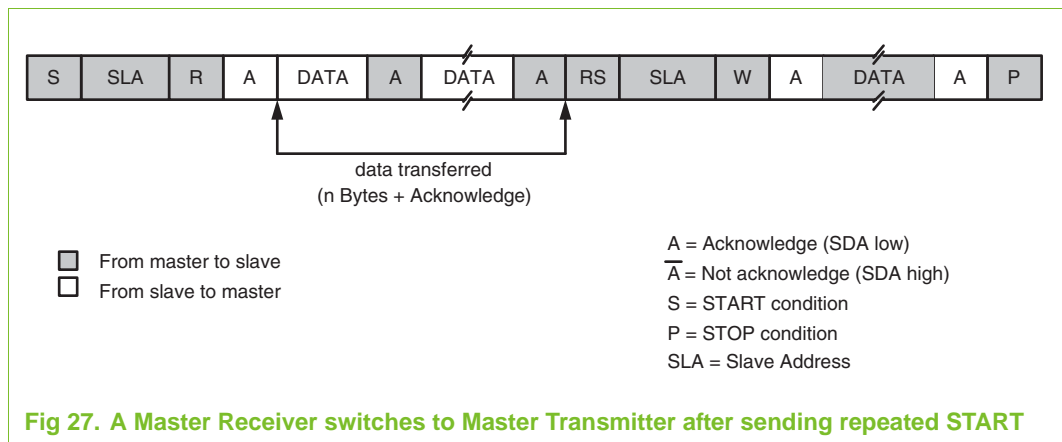 S SLA R A DATA A DATA A RS SLA W A DATA A P
data transferred
(n Bytes + Acknowledge)
From master to slave
From slave to master
A = Acknowledge (SDA low)
A̅ = Not acknowledge (SDA high)
S = START condition
P = STOP condition
SLA = Slave Address
Fig 27. A Master Receiver switches to Master Transmitter after sending repeated START